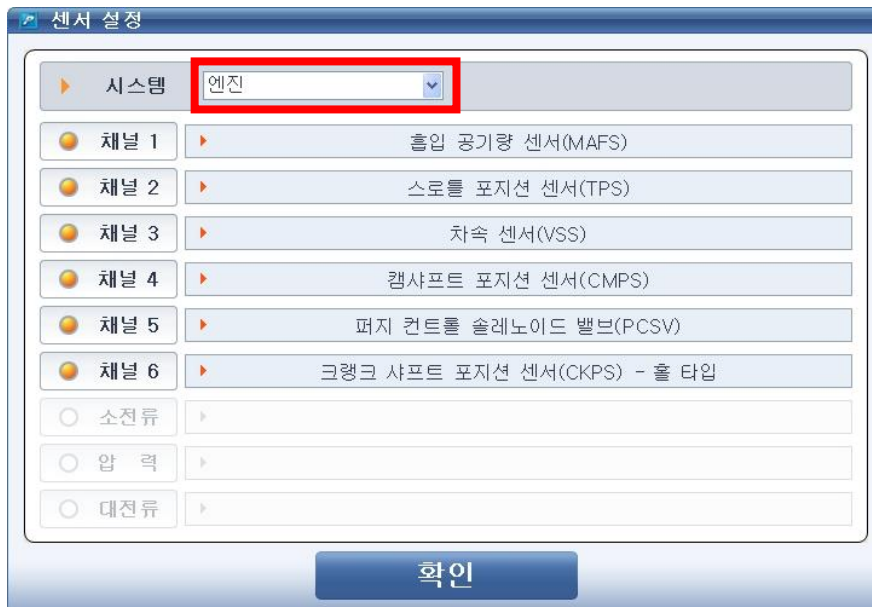 센서 설정
시스템 엔진
채널 1 흡입 공기량 센서(MAFS)
채널 2 스로틀 포지션 센서(TPS)
채널 3 차속 센서(VSS)
채널 4 캠샤프트 포지션 센서(CMPS)
채널 5 퍼지 컨트롤 솔레노이드 밸브(PCSV)
채널 6 크랭크 샤프트 포지션 센서(CKPS) - 홀 타입
소전류
압 력
대전류
확인